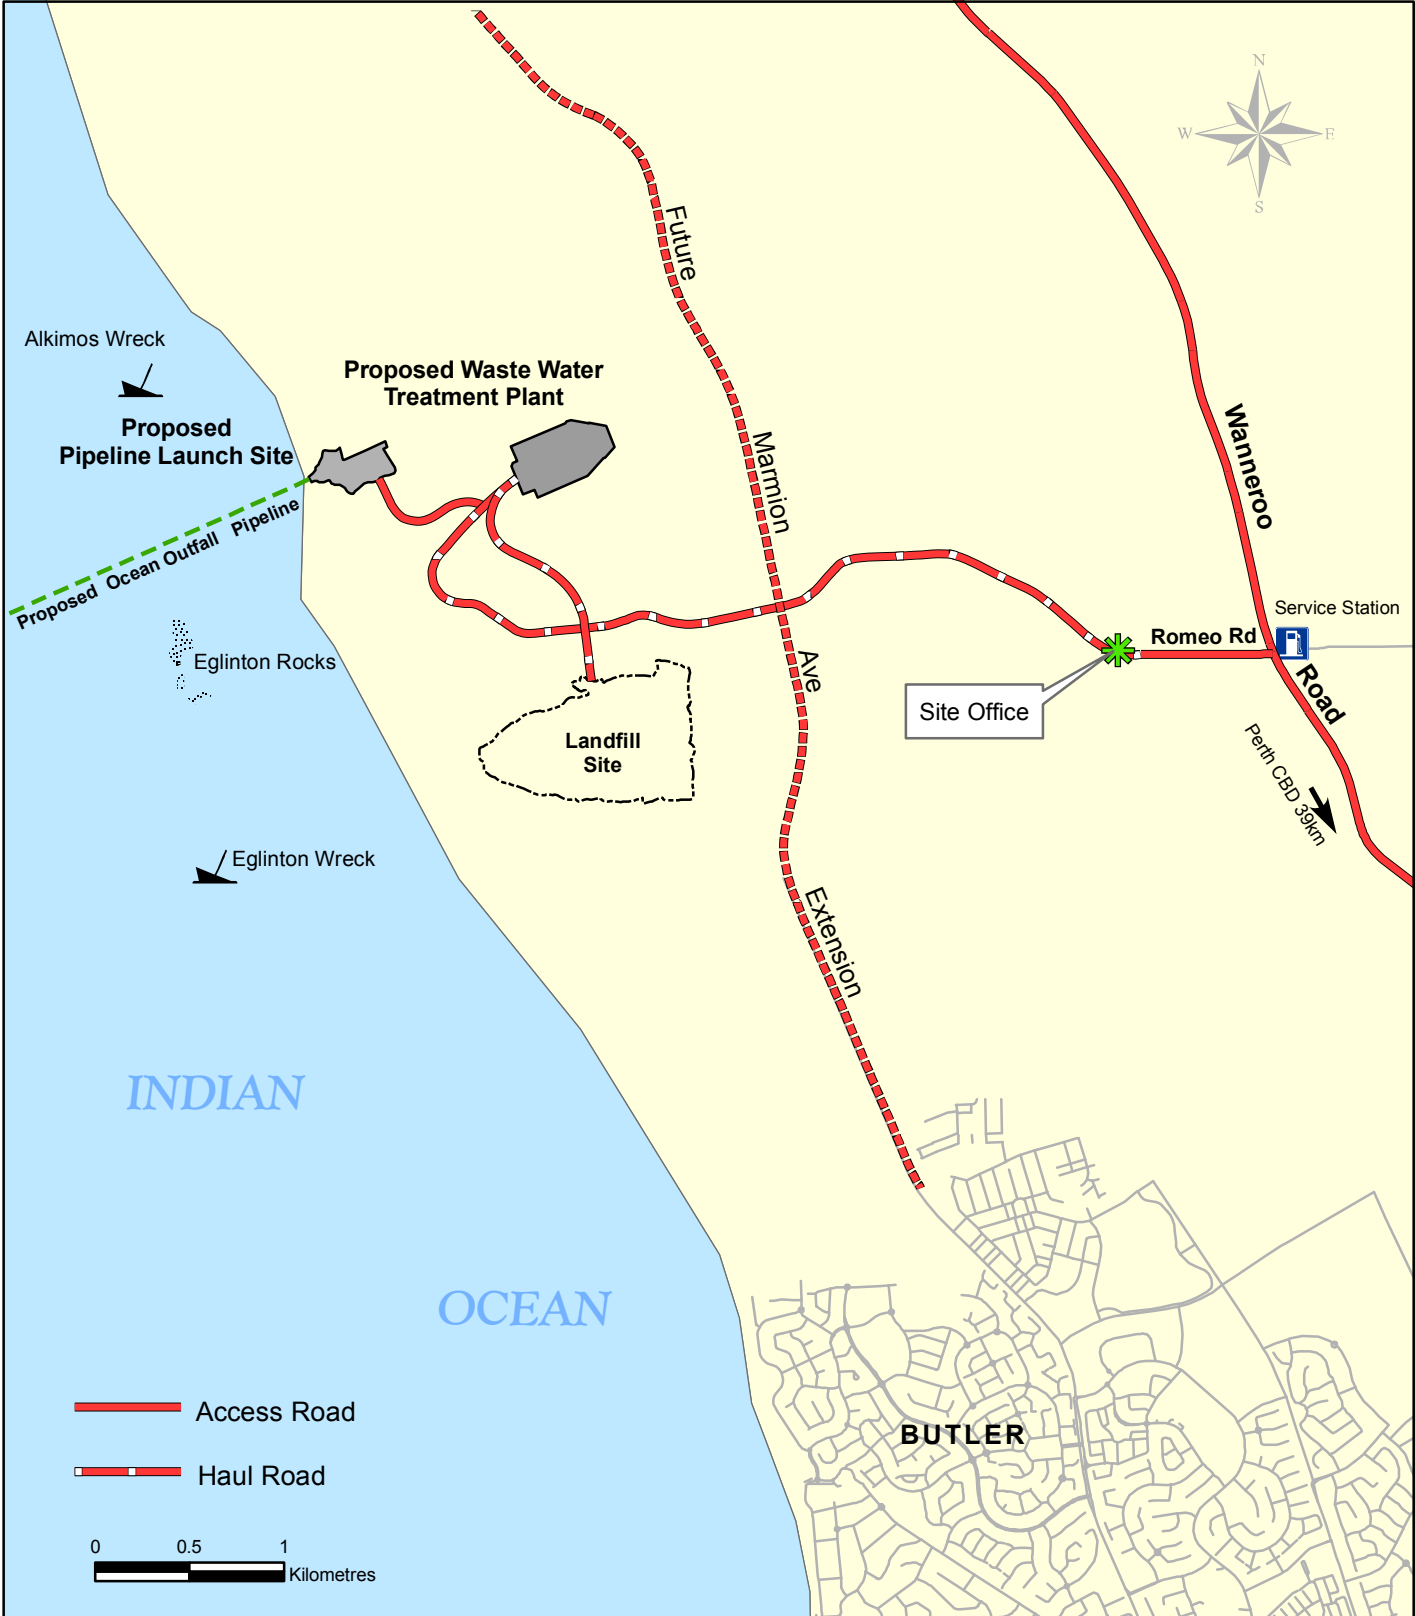 N
W
E
S
Future
Marmion
Ave
Extension
Alkimos Wreck
Proposed Waste Water
Treatment Plant
Proposed
Pipeline Launch Site
Proposed Ocean Outfall Pipeline
Wanneroo
Road
Service Station
Romeo Rd
Eglinton Rocks
Site Office
Landfill
Site
Perth CBD 39km
Eglinton Wreck
INDIAN
OCEAN
Access Road
BUTLER
Haul Road
0 0.5 1
Kilometres